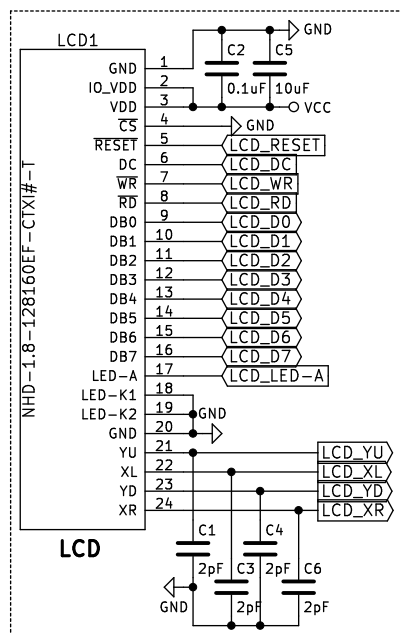 LCD1
NHD-1.8-128160EF-CTXI#-T
GND 1
IO_VDD 2
VDD 3
CS 4
RESET 5 LCD_RESET
DC 6 LCD_DC
WR 7 LCD_WR
RD 8 LCD_RD
DB0 9 LCD_D0
DB1 10 LCD_D1
DB2 11 LCD_D2
DB3 12 LCD_D3
DB4 13 LCD_D4
DB5 14 LCD_D5
DB6 15 LCD_D6
DB7 16 LCD_D7
LED-A 17 LCD_LED-A
LED-K1 18
LED-K2 19
GND 20
YU 21 LCD_YU
XL 22 LCD_XL
YD 23 LCD_YD
XR 24 LCD_XR
LCD
GND
C2 C5
0.1uF 10uF
VCC
GND
GND
C1 C4
2pF 2pF
C3 C6
2pF 2pF
GND